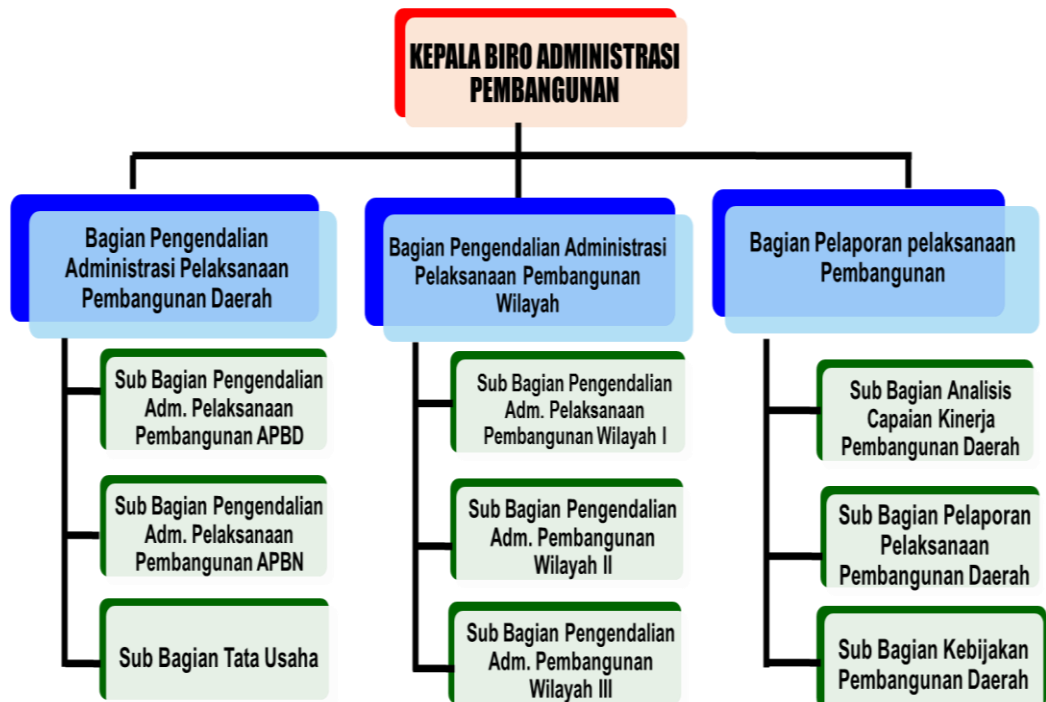 KEPALA BIRO ADMINISTRASI
PEMBANGUNAN
Bagian Pengendalian
Administrasi Pelaksanaan
Pembangunan Daerah
Bagian Pengendalian Administrasi
Pelaksanaan Pembangunan
Wilayah
Bagian Pelaporan pelaksanaan
Pembangunan
Sub Bagian Pengendalian
Adm. Pelaksanaan
Pembangunan APBD
Sub Bagian Pengendalian
Adm. Pelaksanaan
Pembangunan APBN
Sub Bagian Tata Usaha
Sub Bagian Pengendalian
Adm. Pelaksanaan
Pembangunan Wilayah I
Sub Bagian Pengendalian
Adm. Pembangunan
Wilayah II
Sub Bagian Pengendalian
Adm. Pembangunan
Wilayah III
Sub Bagian Analisis
Capaian Kinerja
Pembangunan Daerah
Sub Bagian Pelaporan
Pelaksanaan
Pembangunan Daerah
Sub Bagian Kebijakan
Pembangunan Daerah